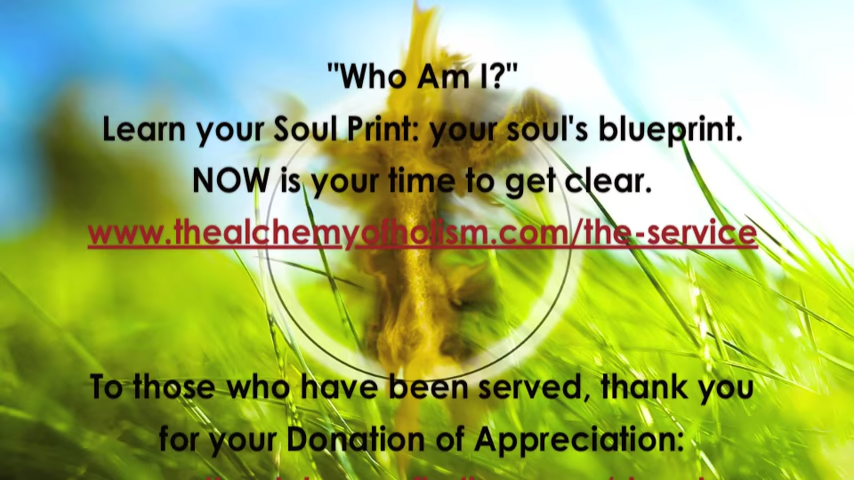 "Who Am I?"
Learn your Soul Print: your soul's blueprint.
NOW is your time to get clear.
www.thealchemyofholism.com/the-service
To those who have been served, thank you
for your Donation of Appreciation: